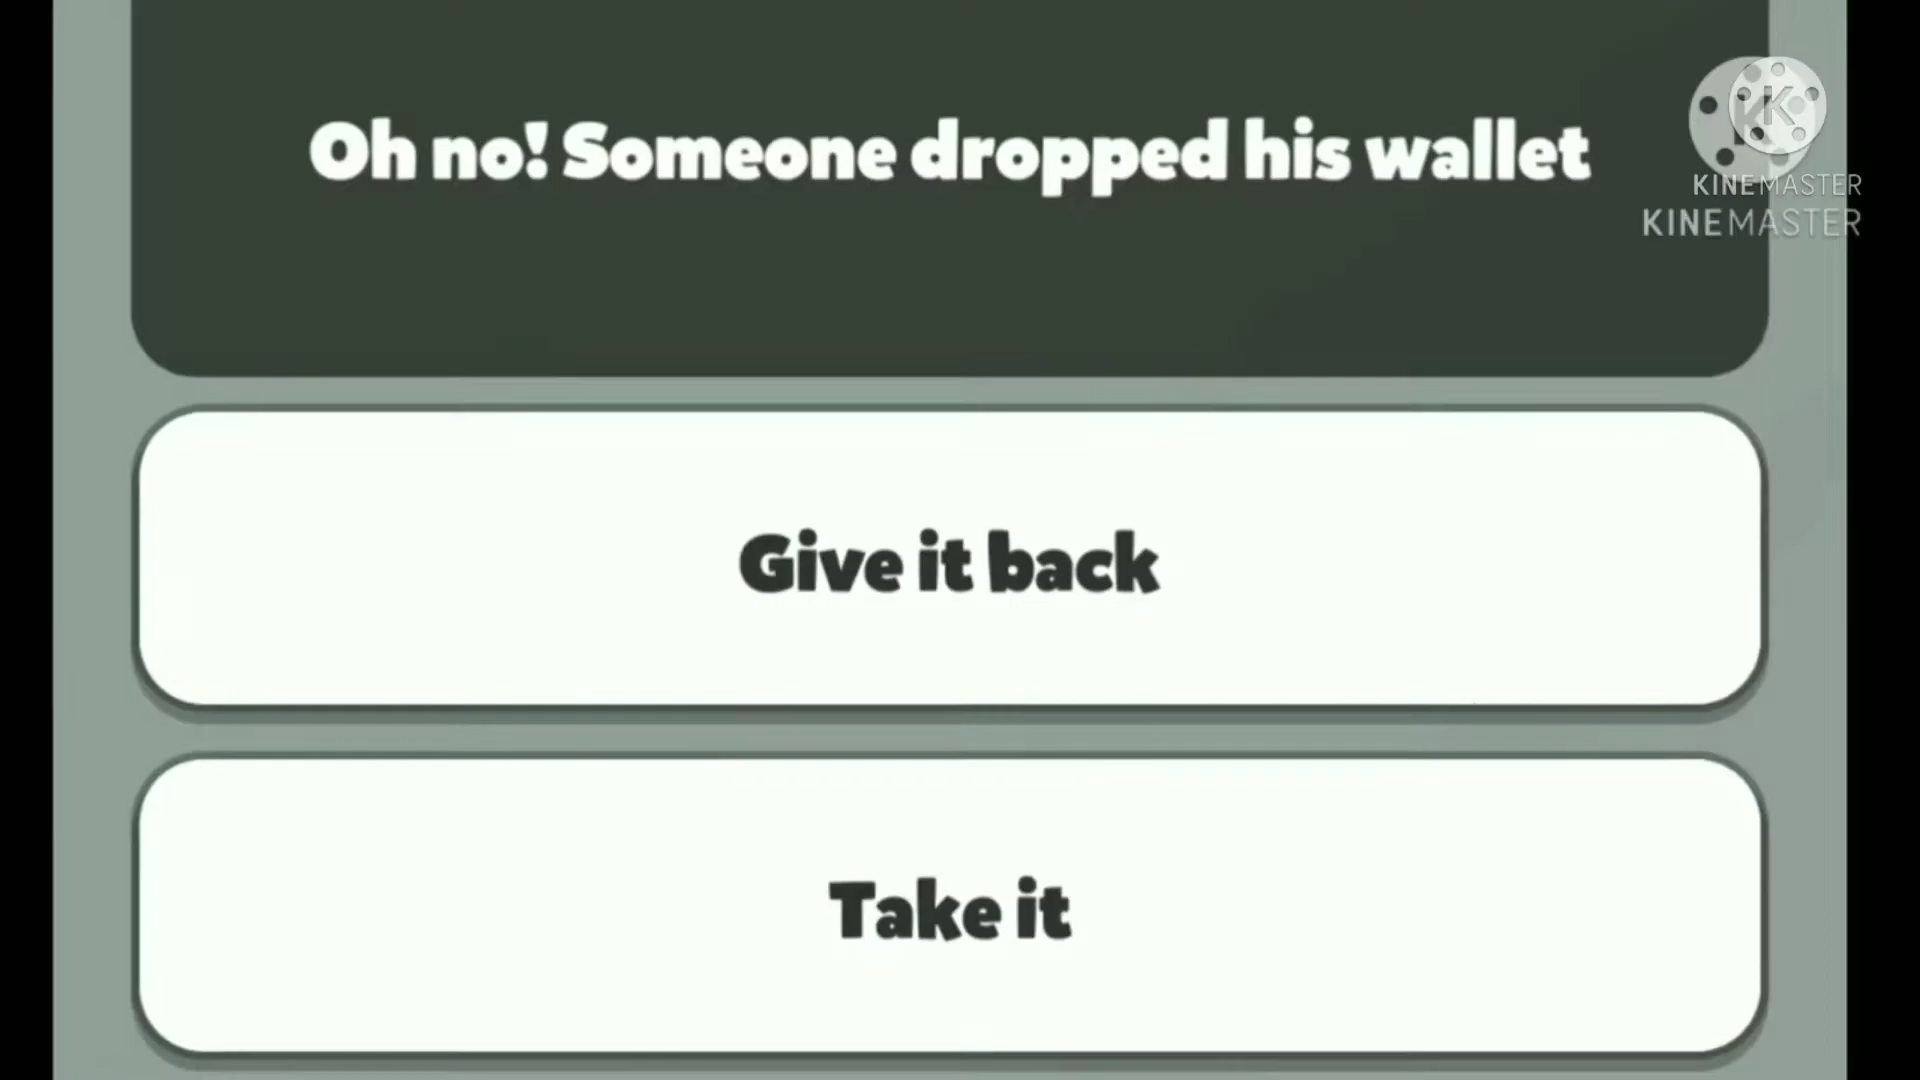 Oh no! Someone dropped his wallet
KINEMASTER
KINEMASTER
Give it back
Take it